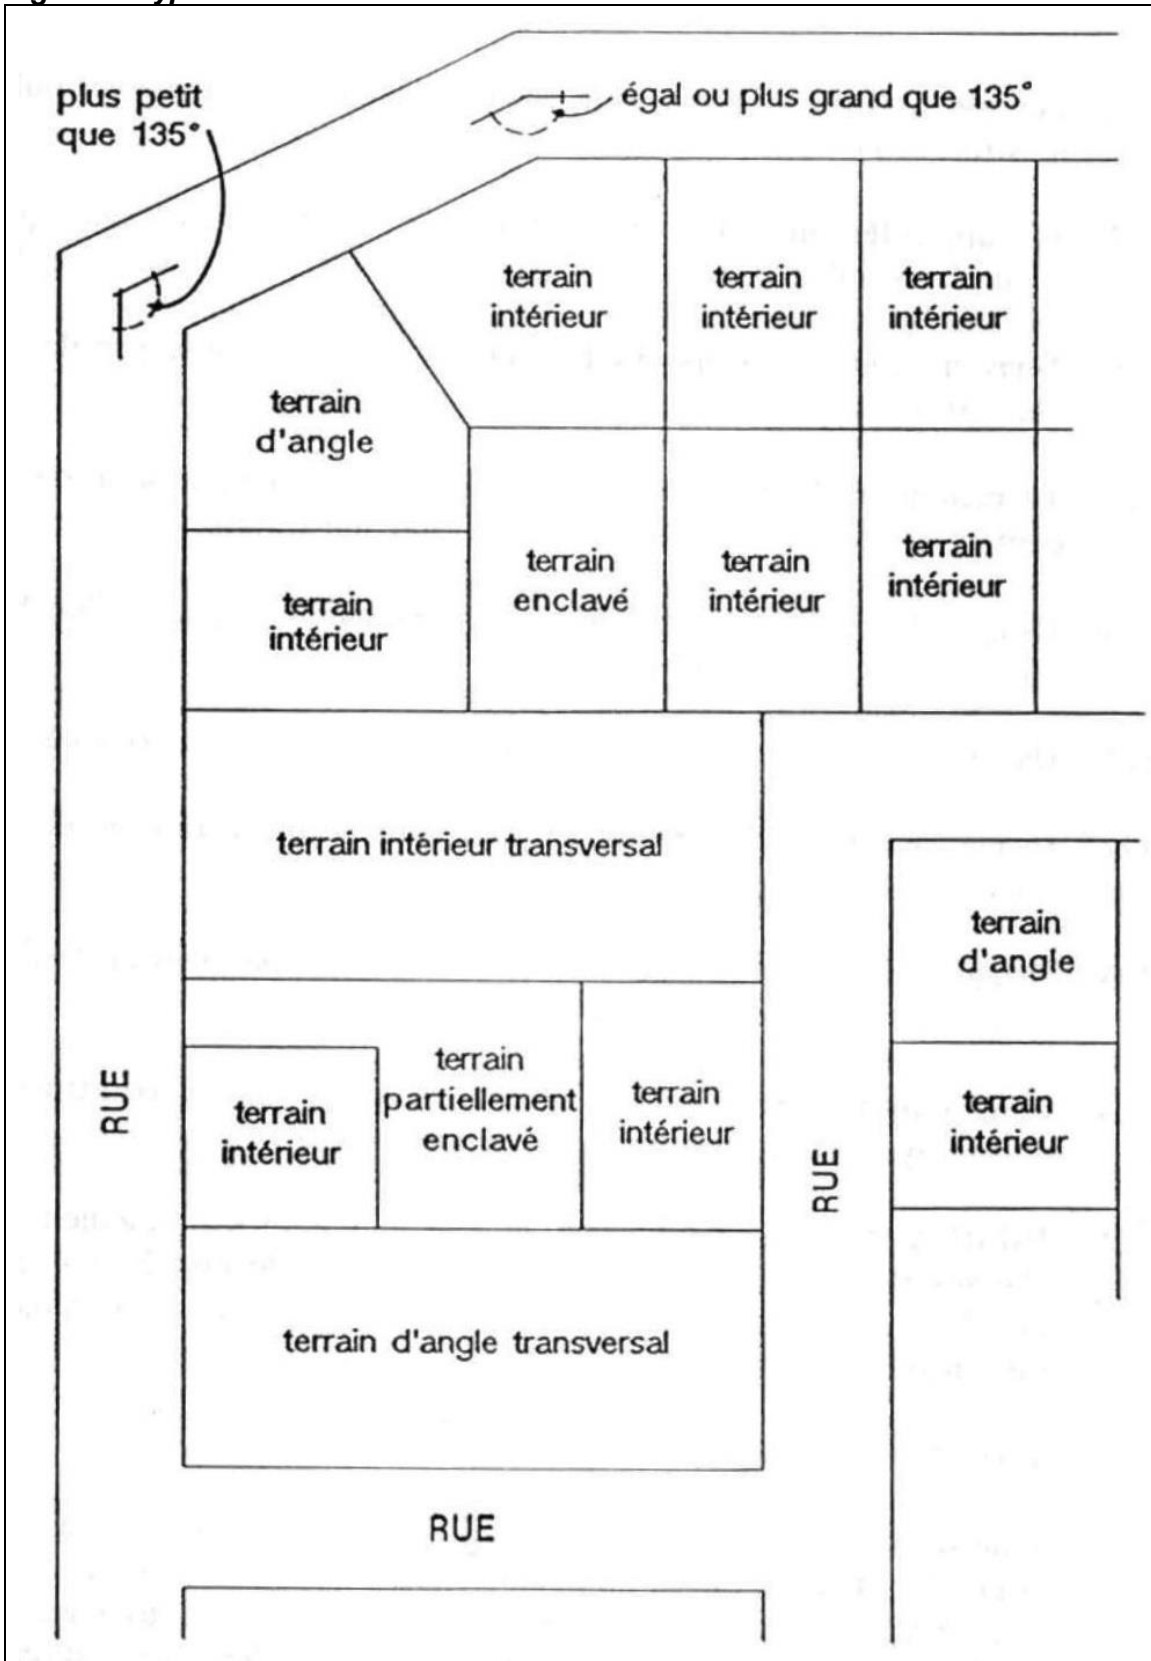 plus petit
que 135°
égal ou plus grand que 135°
terrain
intérieur
terrain
intérieur
terrain
intérieur
terrain
d'angle
terrain
enclavé
terrain
intérieur
terrain
intérieur
terrain
intérieur
terrain intérieur transversal
terrain
d'angle
RUE
terrain
intérieur
terrain
partiellement
enclavé
terrain
intérieur
RUE
terrain
intérieur
terrain d'angle transversal
RUE